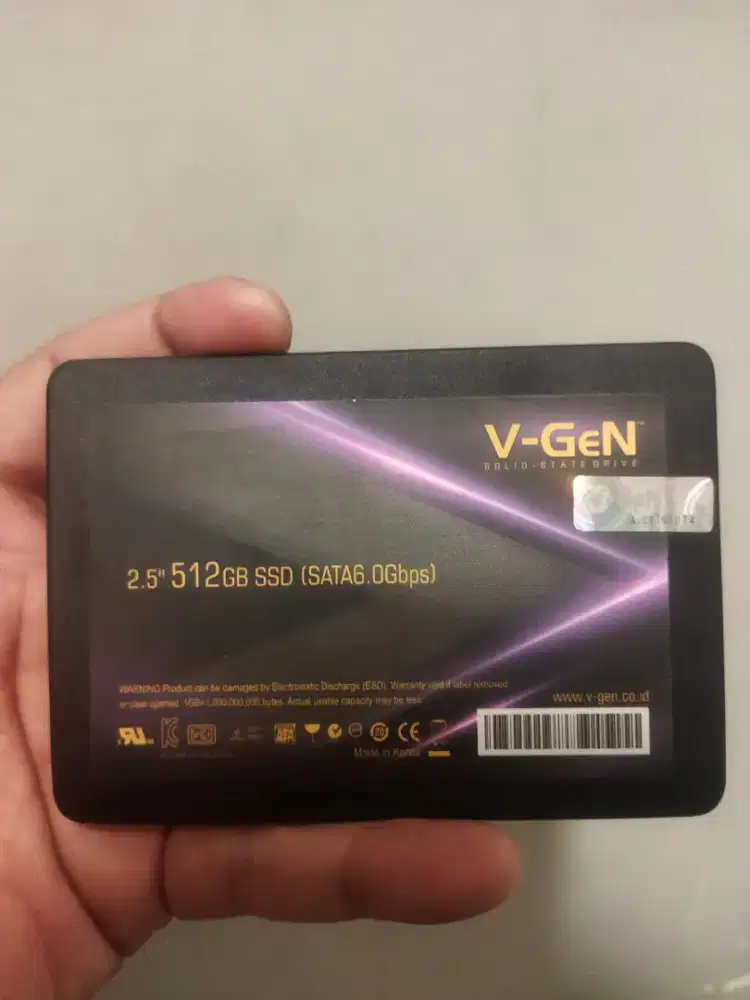 V-GeN™
SOLID-STATE DRIVE
2.5" 512GB SSD (SATA6.0Gbps)
WARNING Product can be damaged by Electrostatic Discharge (ESD). Warranty void if label removed
or case opened. 1GB=1,000,000,000 bytes. Actual usable capacity may be less.
www.v-gen.co.id
CE
Made in Korea